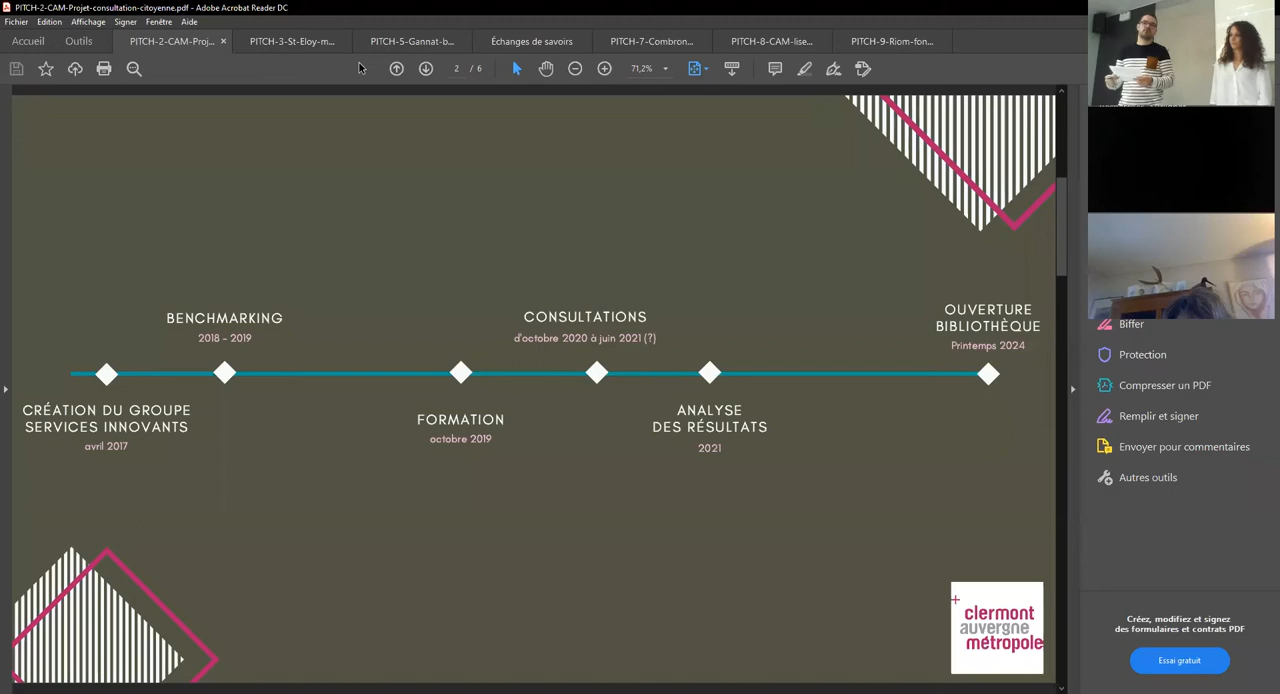 PITCH-2-CAM-Projet-consultation-citoyenne.pdf - Adobe Acrobat Reader DC
Fichier Edition Affichage Signer Fenêtre Aide
Accueil Outils PITCH-2-CAM-Proj... × PITCH-3-St-Eloy-m... PITCH-5-Gannat-b... Échanges de savoirs PITCH-7-Combron... PITCH-8-CAM-lise... PITCH-9-Riom-fon...
2 / 6 71,2%
BENCHMARKING
2018 - 2019
CONSULTATIONS
d'octobre 2020 à juin 2021 (?)
OUVERTURE
BIBLIOTHÈQUE
Printemps 2024
CRÉATION DU GROUPE
SERVICES INNOVANTS
avril 2017
FORMATION
octobre 2019
ANALYSE
DES RÉSULTATS
2021
clermont
auvergne
métropole
Biffer
Protection
Compresser un PDF
Remplir et signer
Envoyer pour commentaires
Autres outils
Créez, modifiez et signez
des formulaires et contrats PDF
Essai gratuit